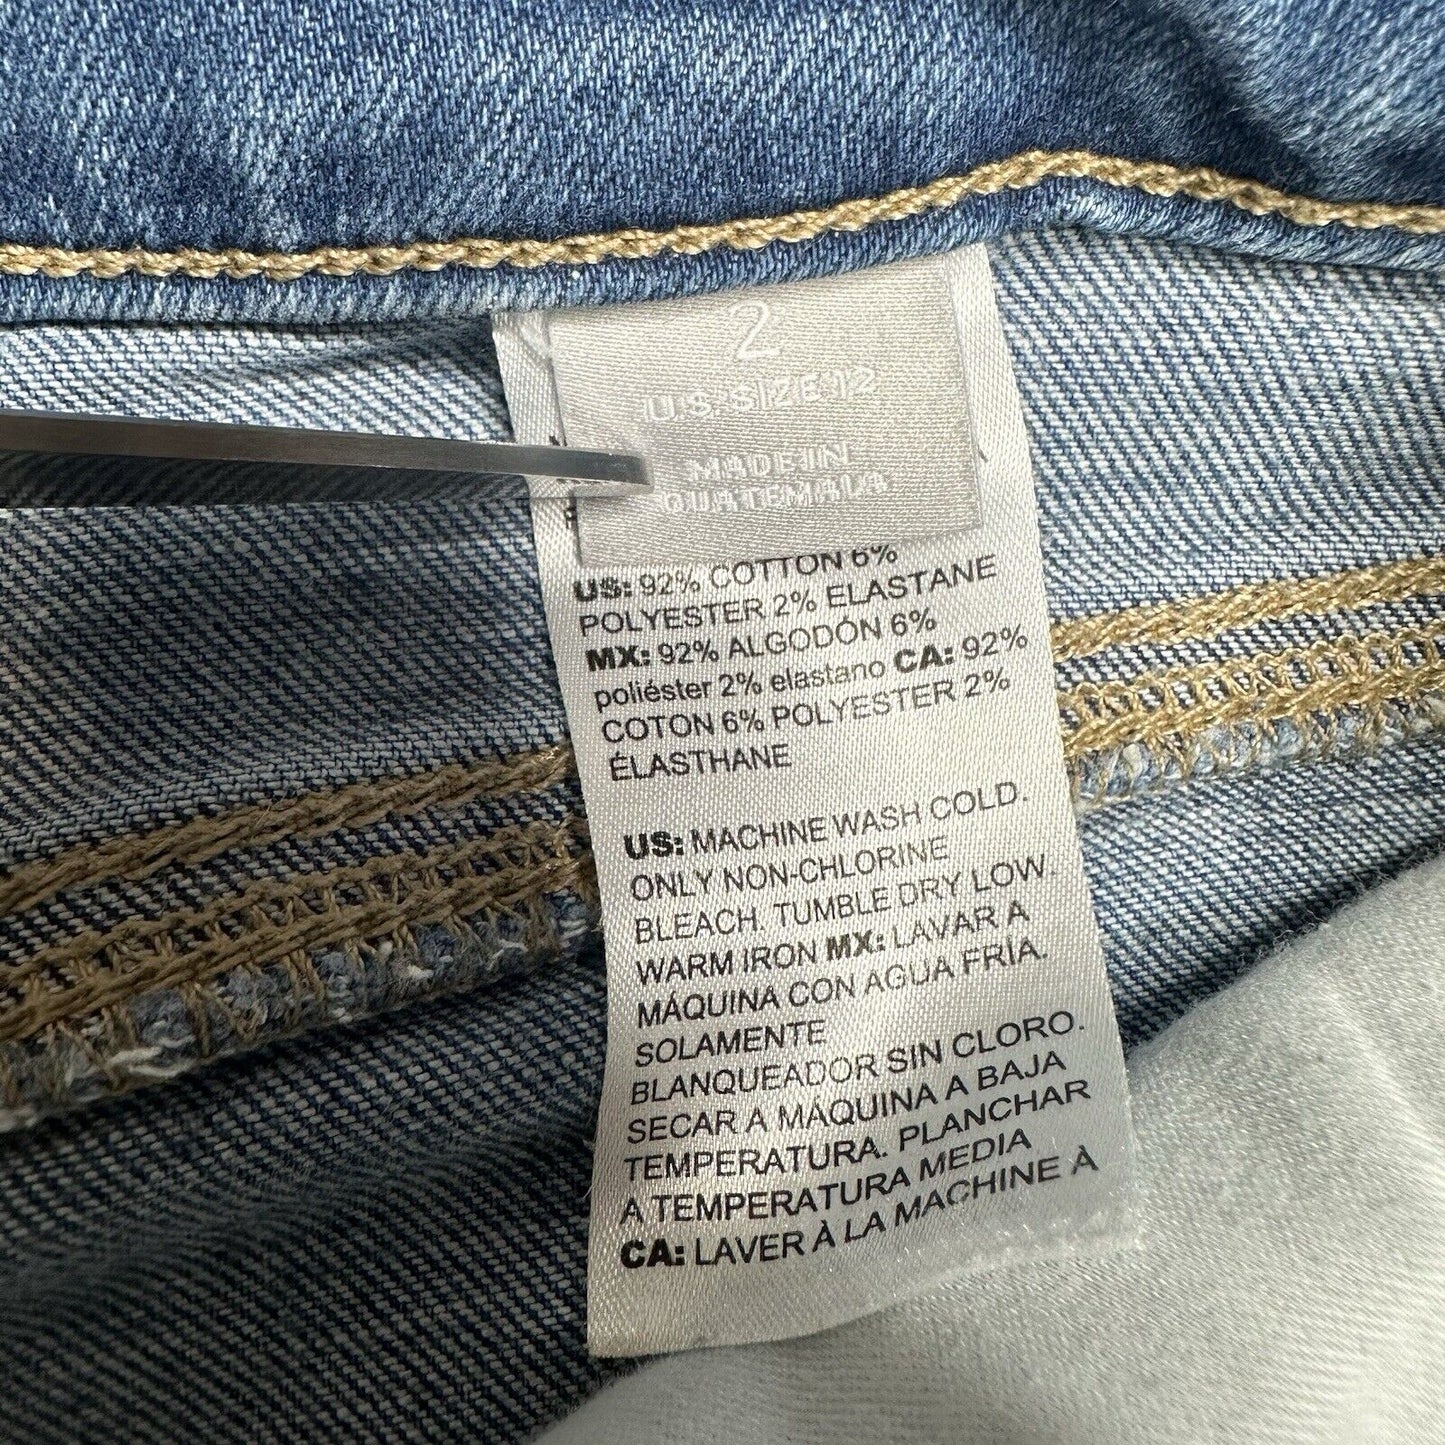 2
US SIZE 12
MADE IN
GUATEMALA
US: 92% COTTON 6%
POLYESTER 2% ELASTANE
MX: 92% ALGODÓN 6%
poliéster 2% elastano CA: 92%
COTON 6% POLYESTER 2%
ÉLASTHANE
US: MACHINE WASH COLD.
ONLY NON-CHLORINE
BLEACH. TUMBLE DRY LOW.
WARM IRON MX: LAVAR A
MÁQUINA CON AGUA FRÍA.
SOLAMENTE
BLANQUEADOR SIN CLORO.
SECAR A MÁQUINA A BAJA
TEMPERATURA. PLANCHAR
A TEMPERATURA MEDIA
CA: LAVER À LA MACHINE À